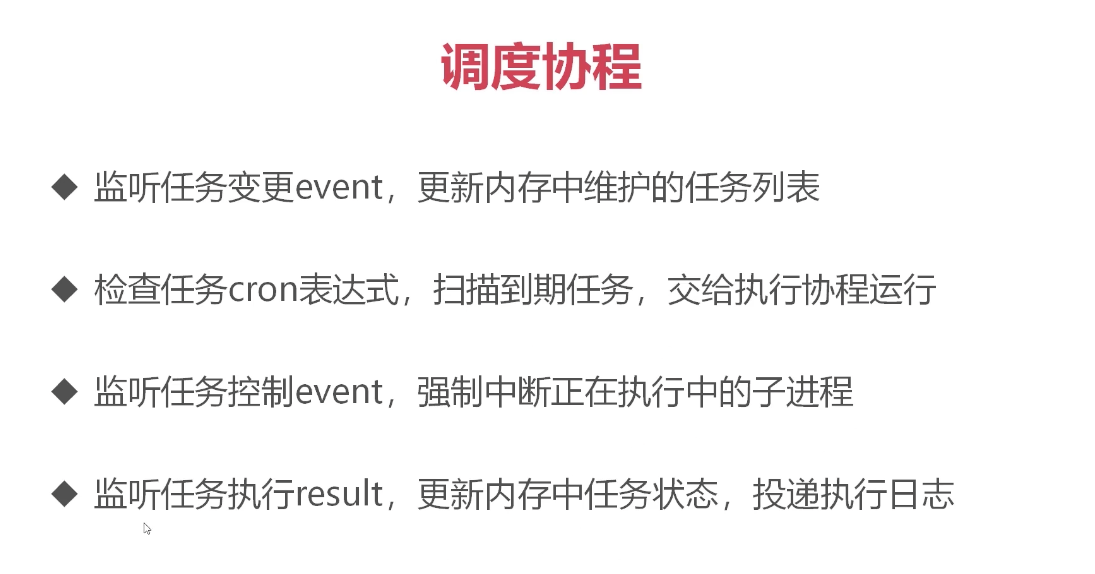 调度协程
◆ 监听任务变更event，更新内存中维护的任务列表
◆ 检查任务cron表达式，扫描到期任务，交给执行协程运行
◆ 监听任务控制event，强制中断正在执行中的子进程
◆ 监听任务执行result，更新内存中任务状态，投递执行日志